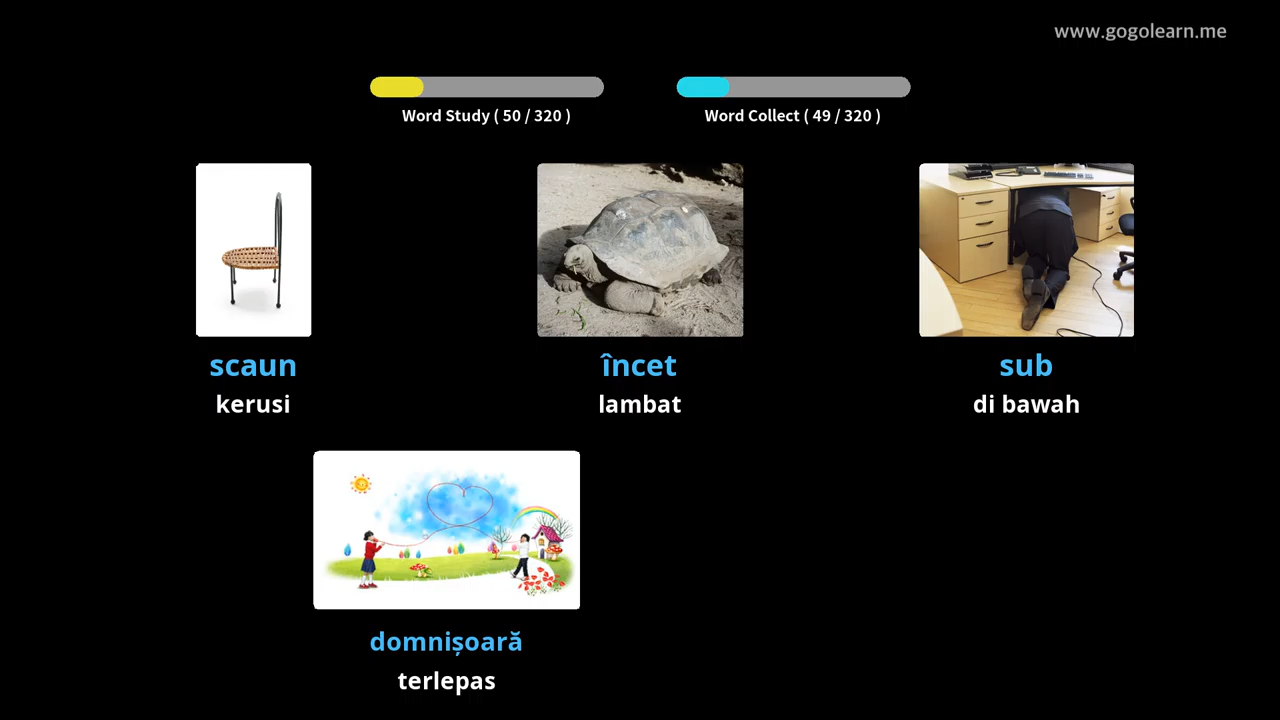 www.gogolearn.me
Word Study ( 50 / 320 )
Word Collect ( 49 / 320 )
scaun
kerusi
încet
lambat
sub
di bawah
domnișoară
terlepas